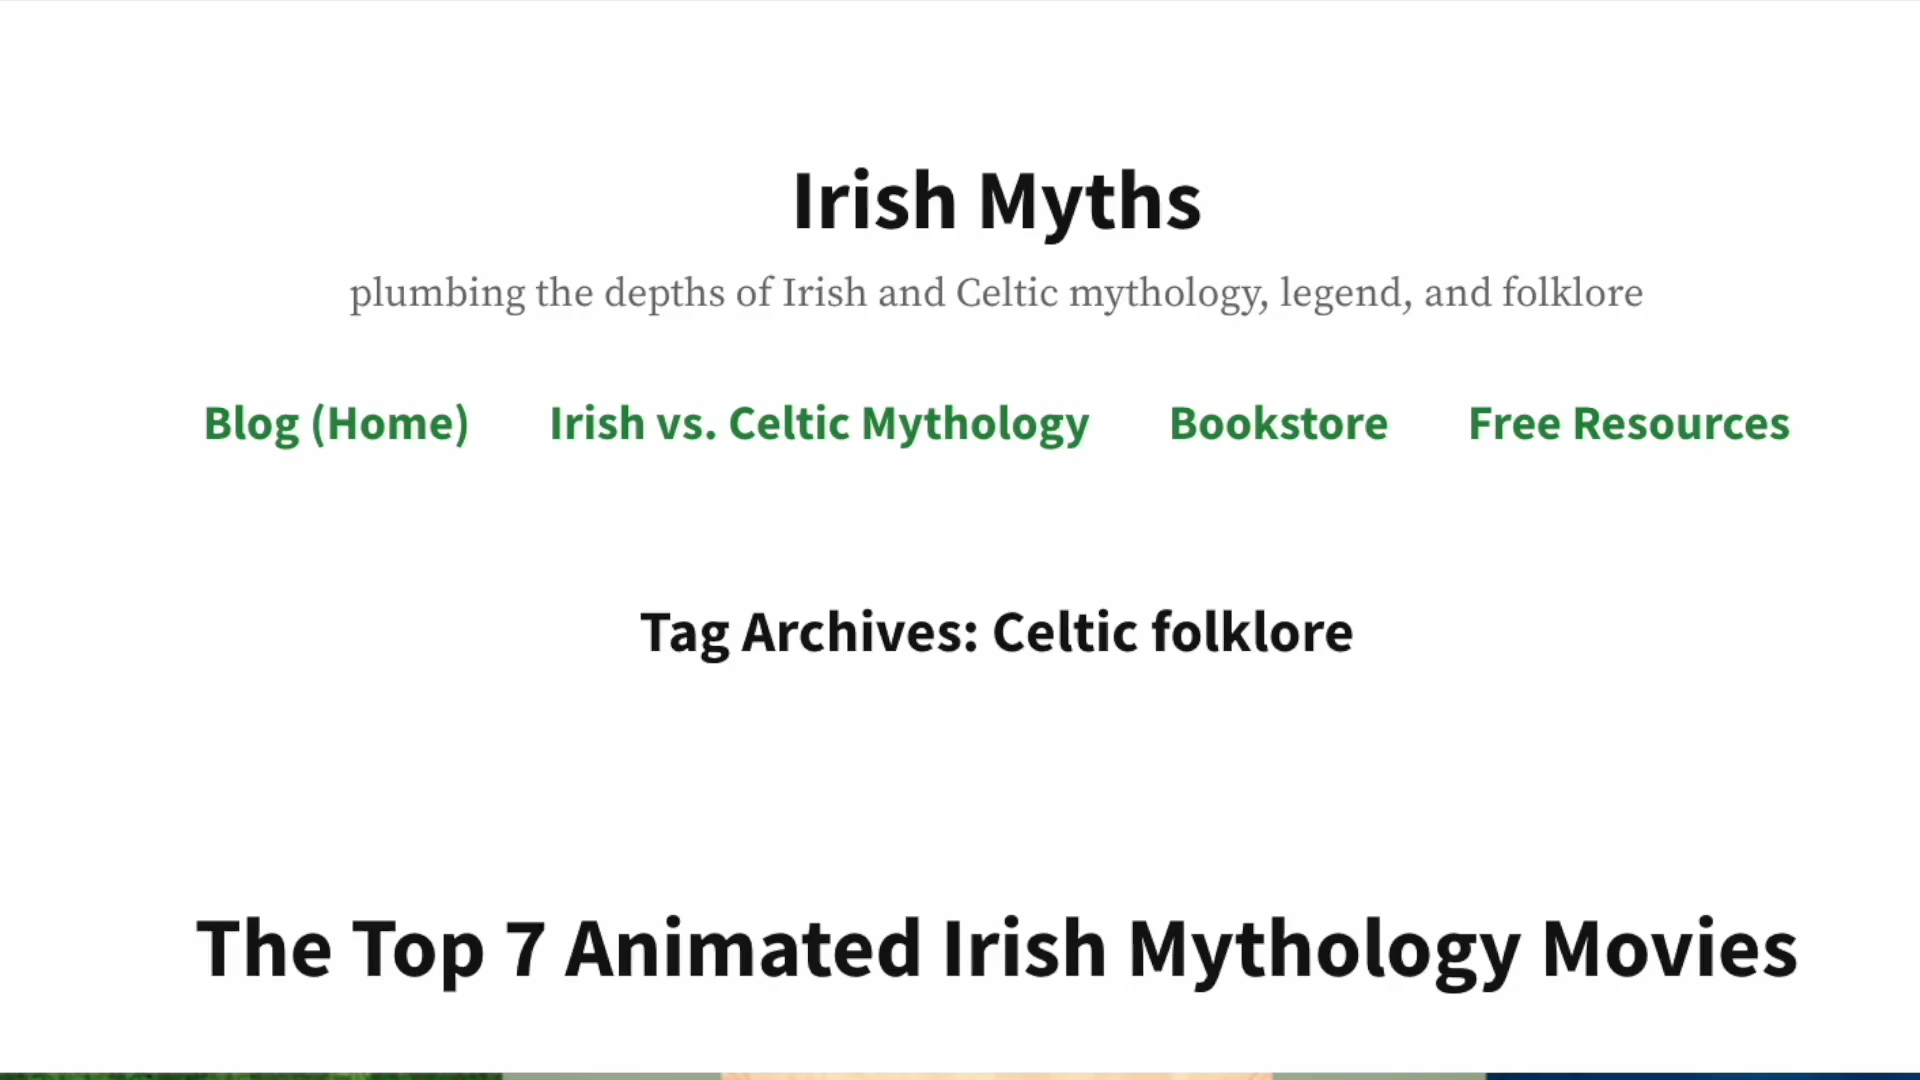 Irish Myths
plumbing the depths of Irish and Celtic mythology, legend, and folklore
Blog (Home) Irish vs. Celtic Mythology Bookstore Free Resources
Tag Archives: Celtic folklore
The Top 7 Animated Irish Mythology Movies